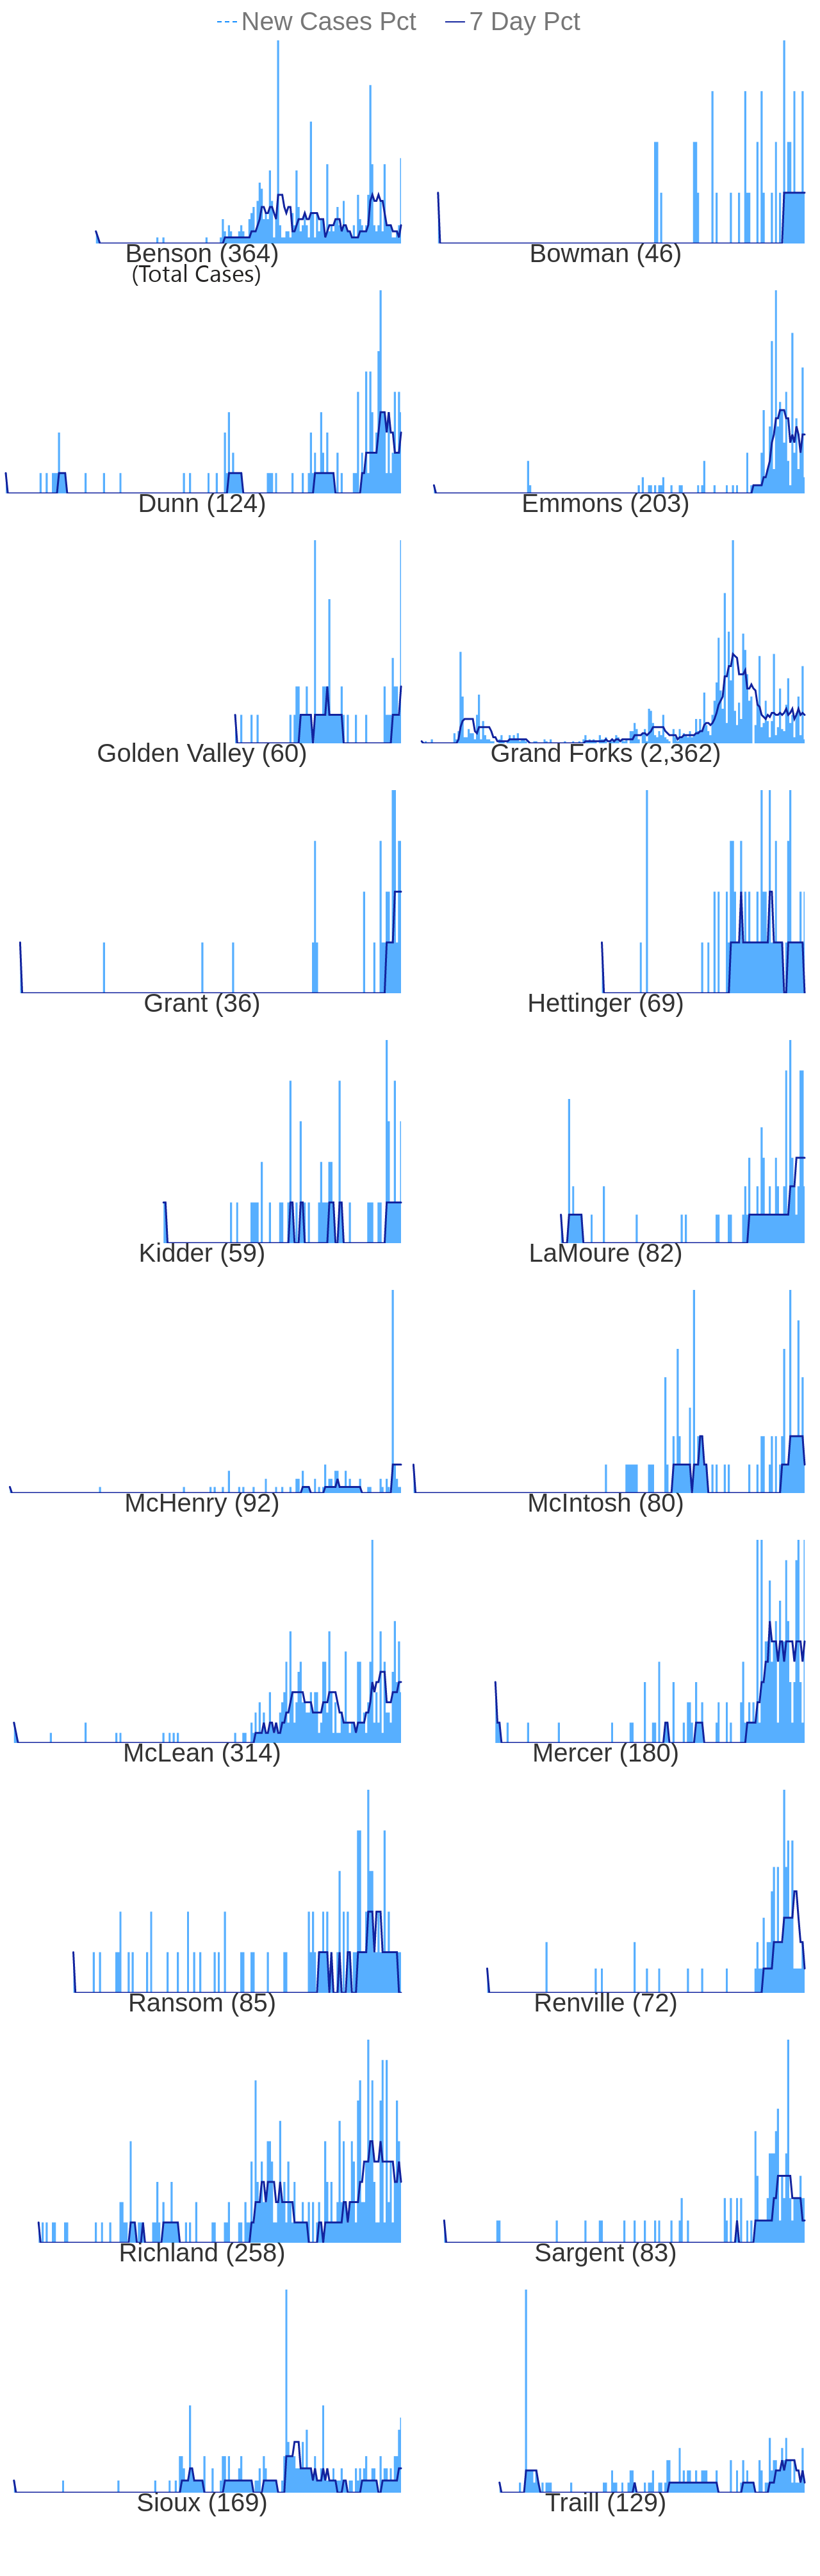 New Cases Pct 7 Day Pct
Benson (364) Bowman (46)
(Total Cases)
Dunn (124) Emmons (203)
Golden Valley (60) Grand Forks (2,362)
Grant (36) Hettinger (69)
Kidder (59) LaMoure (82)
McHenry (92) McIntosh (80)
McLean (314) Mercer (180)
Ransom (85) Renville (72)
Richland (258) Sargent (83)
Sioux (169) Traill (129)